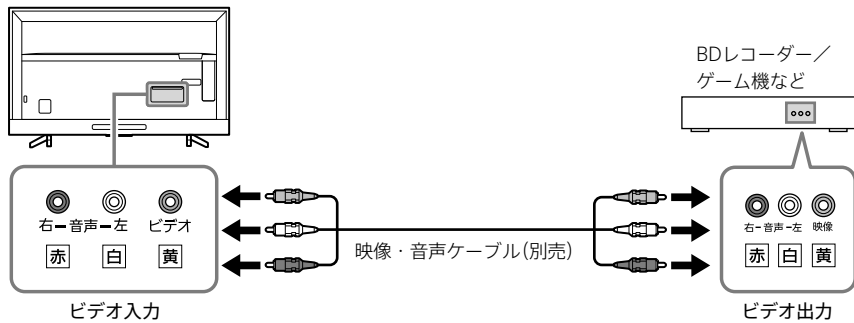 BDレコーダー／
ゲーム機など
右ー音声ー左 ビデオ
赤 白 黄
ビデオ入力
映像・音声ケーブル(別売)
右ー音声ー左 映像
赤 白 黄
ビデオ出力